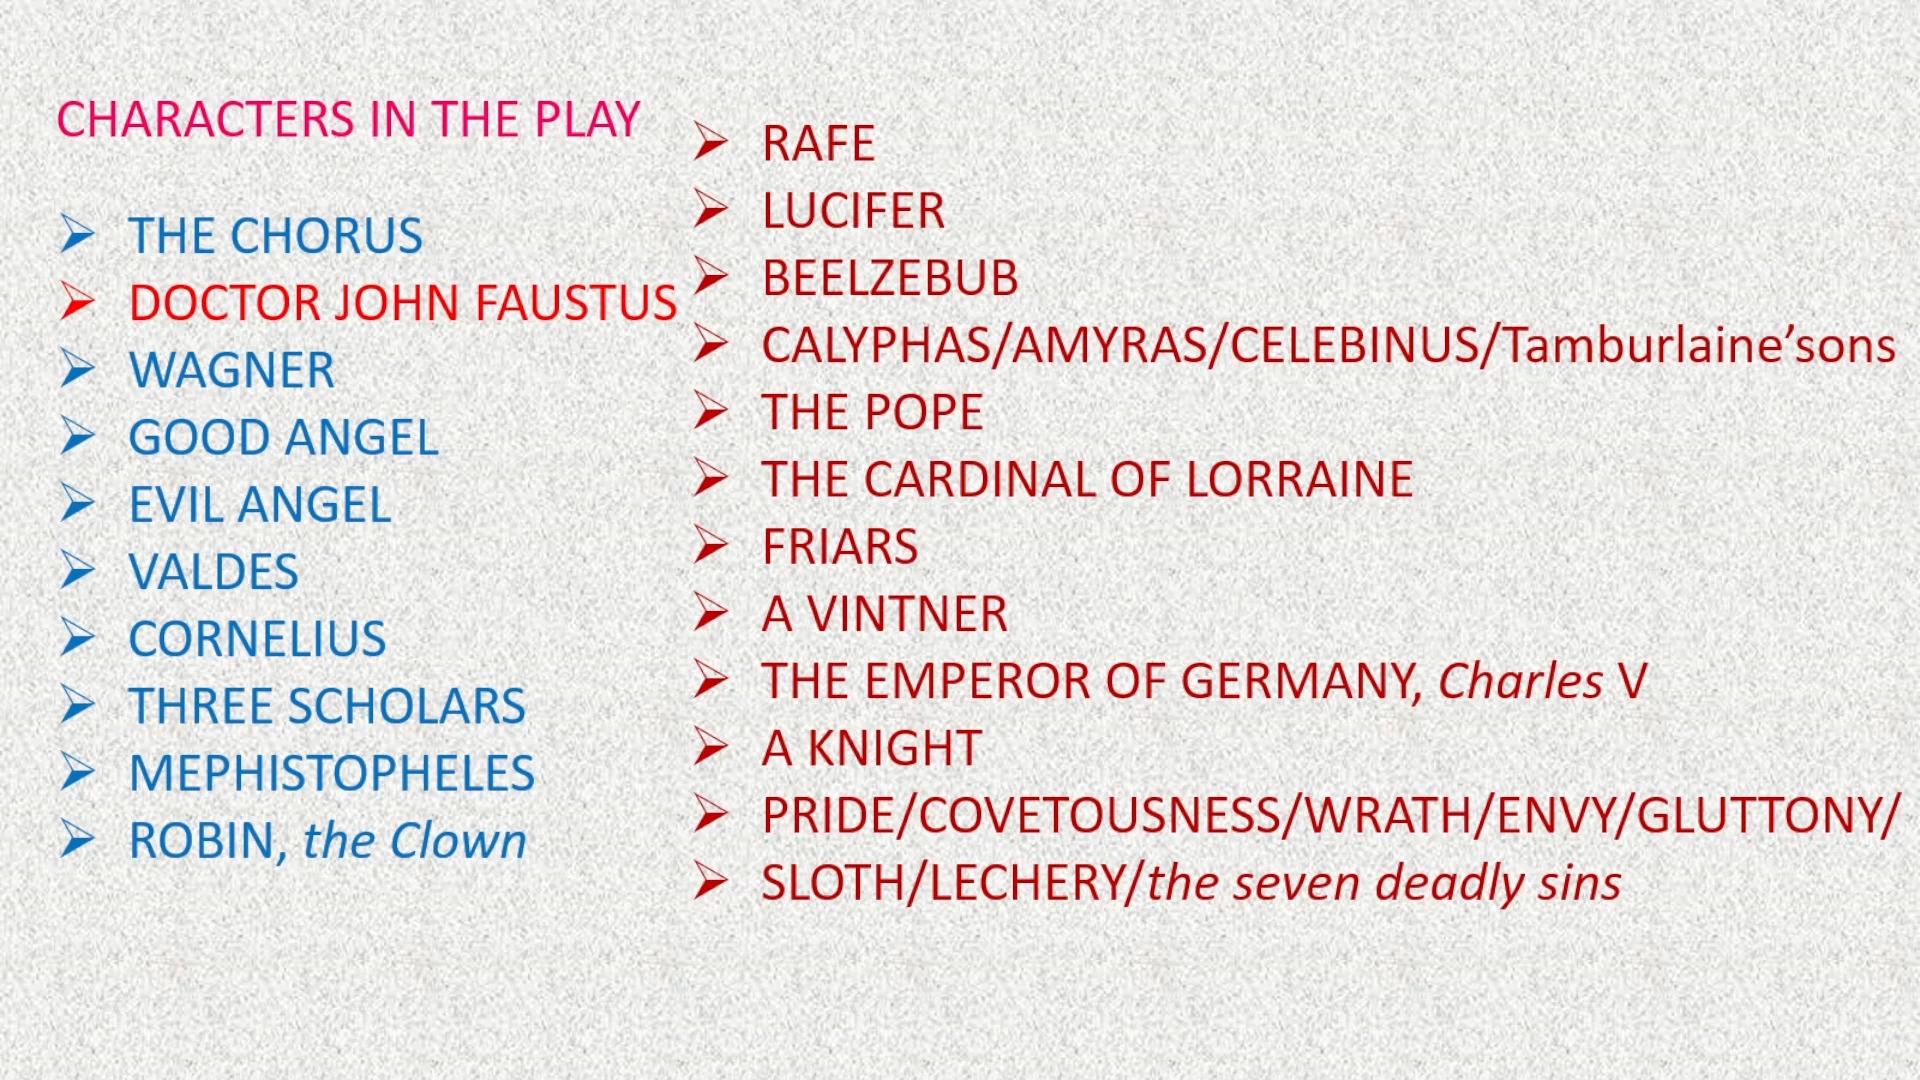 CHARACTERS IN THE PLAY
THE CHORUS
DOCTOR JOHN FAUSTUS
WAGNER
GOOD ANGEL
EVIL ANGEL
VALDES
CORNELIUS
THREE SCHOLARS
MEPHISTOPHELES
ROBIN, the Clown
RAFE
LUCIFER
BEELZEBUB
CALYPHAS/AMYRAS/CELEBINUS/Tamburlaine’sons
THE POPE
THE CARDINAL OF LORRAINE
FRIARS
A VINTNER
THE EMPEROR OF GERMANY, Charles V
A KNIGHT
PRIDE/COVETOUSNESS/WRATH/ENVY/GLUTTONY/
SLOTH/LECHERY/the seven deadly sins